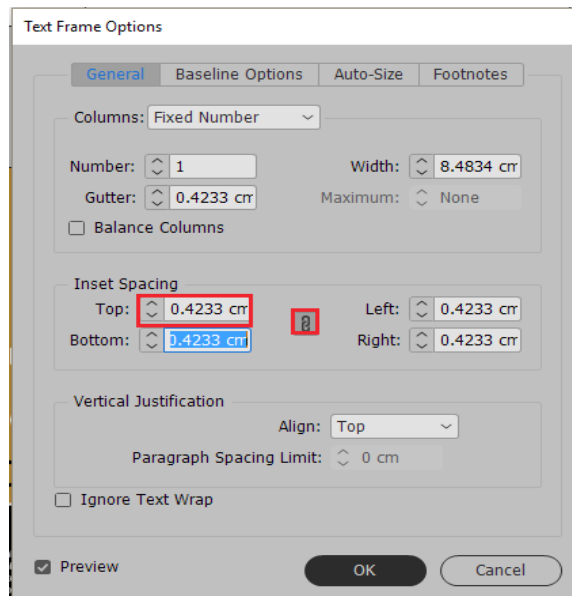 Text Frame Options
General Baseline Options Auto-Size Footnotes
Columns: Fixed Number
Number: 1 Width: 8.4834 cm
Gutter: 0.4233 cm Maximum: None
Balance Columns
Inset Spacing
Top: 0.4233 cm Left: 0.4233 cm
Bottom: 0.4233 cm Right: 0.4233 cm
Vertical Justification
Align: Top
Paragraph Spacing Limit: 0 cm
Ignore Text Wrap
Preview OK Cancel